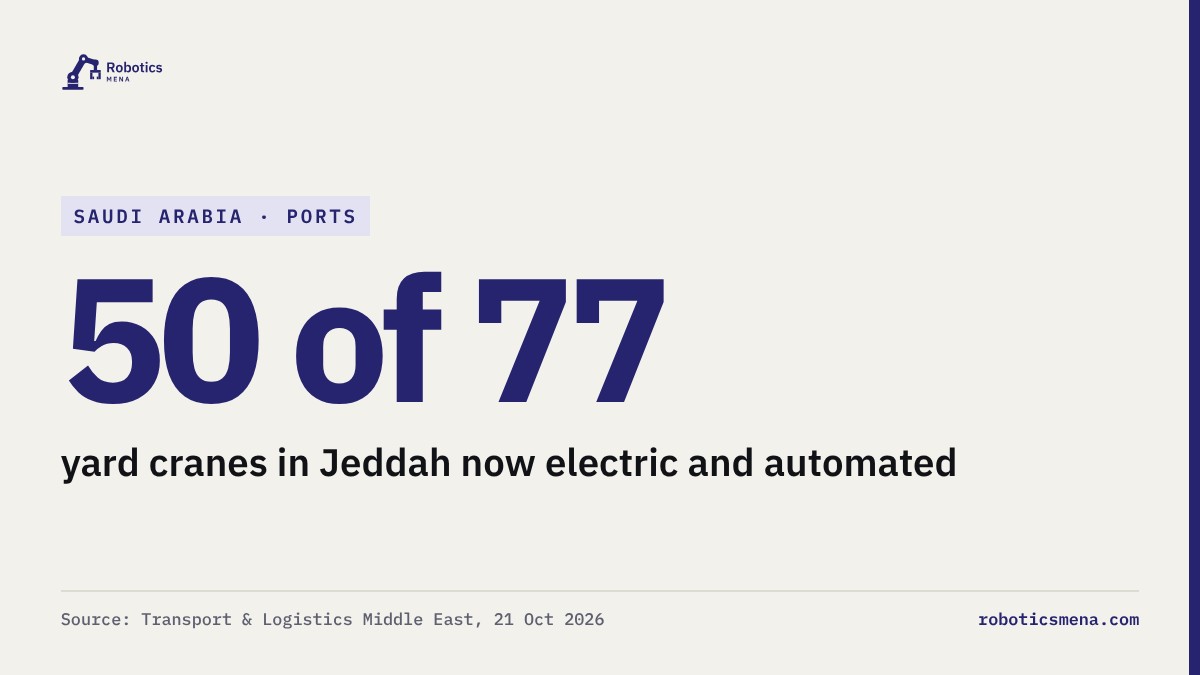 Robotics
MENA
SAUDI ARABIA · PORTS
50 of 77
yard cranes in Jeddah now electric and automated
Source: Transport & Logistics Middle East, 21 Oct 2026
roboticsmena.com